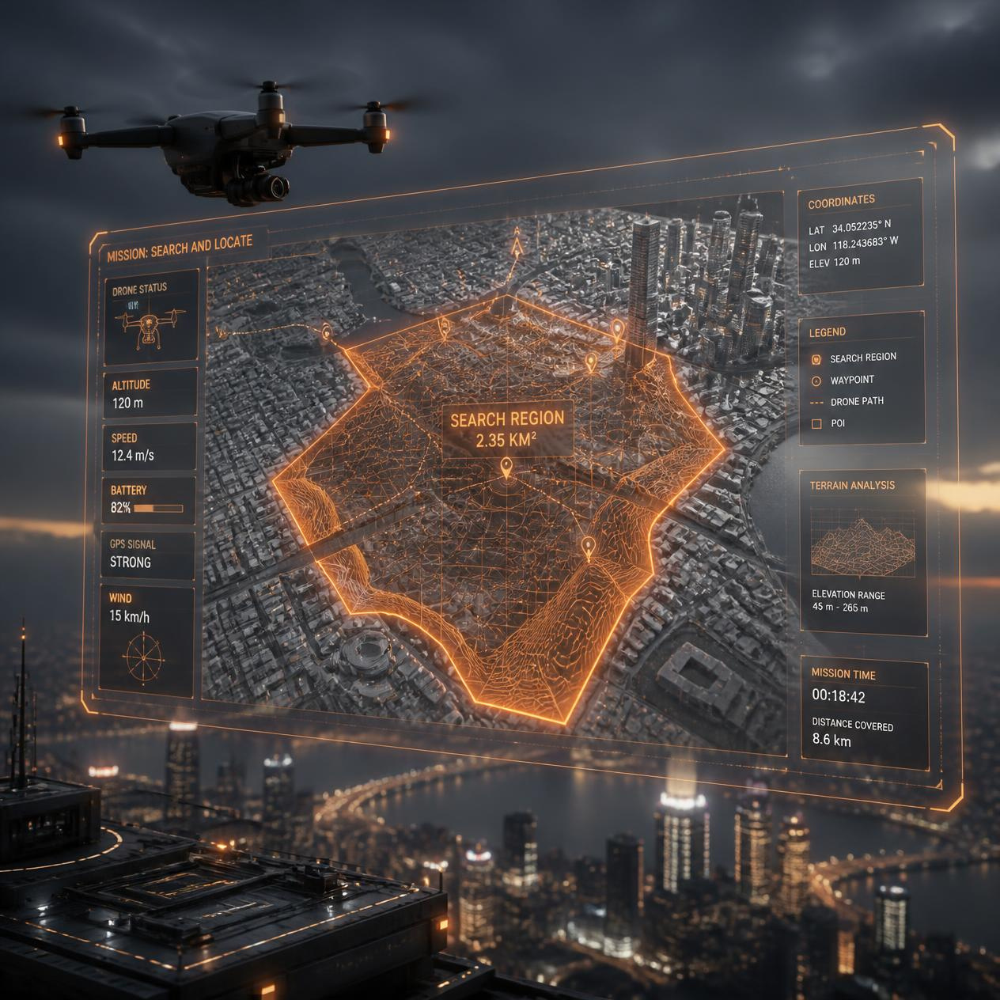 MISSION: SEARCH AND LOCATE
DRONE STATUS
ALTITUDE
120 m
SPEED
12.4 m/s
BATTERY
82%
GPS SIGNAL
STRONG
WIND
15 km/h
SEARCH REGION
2.35 KM²
COORDINATES
LAT 34.052235° N
LON 118.243683° W
ELEV 120 m
LEGEND
SEARCH REGION
WAYPOINT
DRONE PATH
POI
TERRAIN ANALYSIS
ELEVATION RANGE
45 m - 265 m
MISSION TIME
00:18:42
DISTANCE COVERED
8.6 km